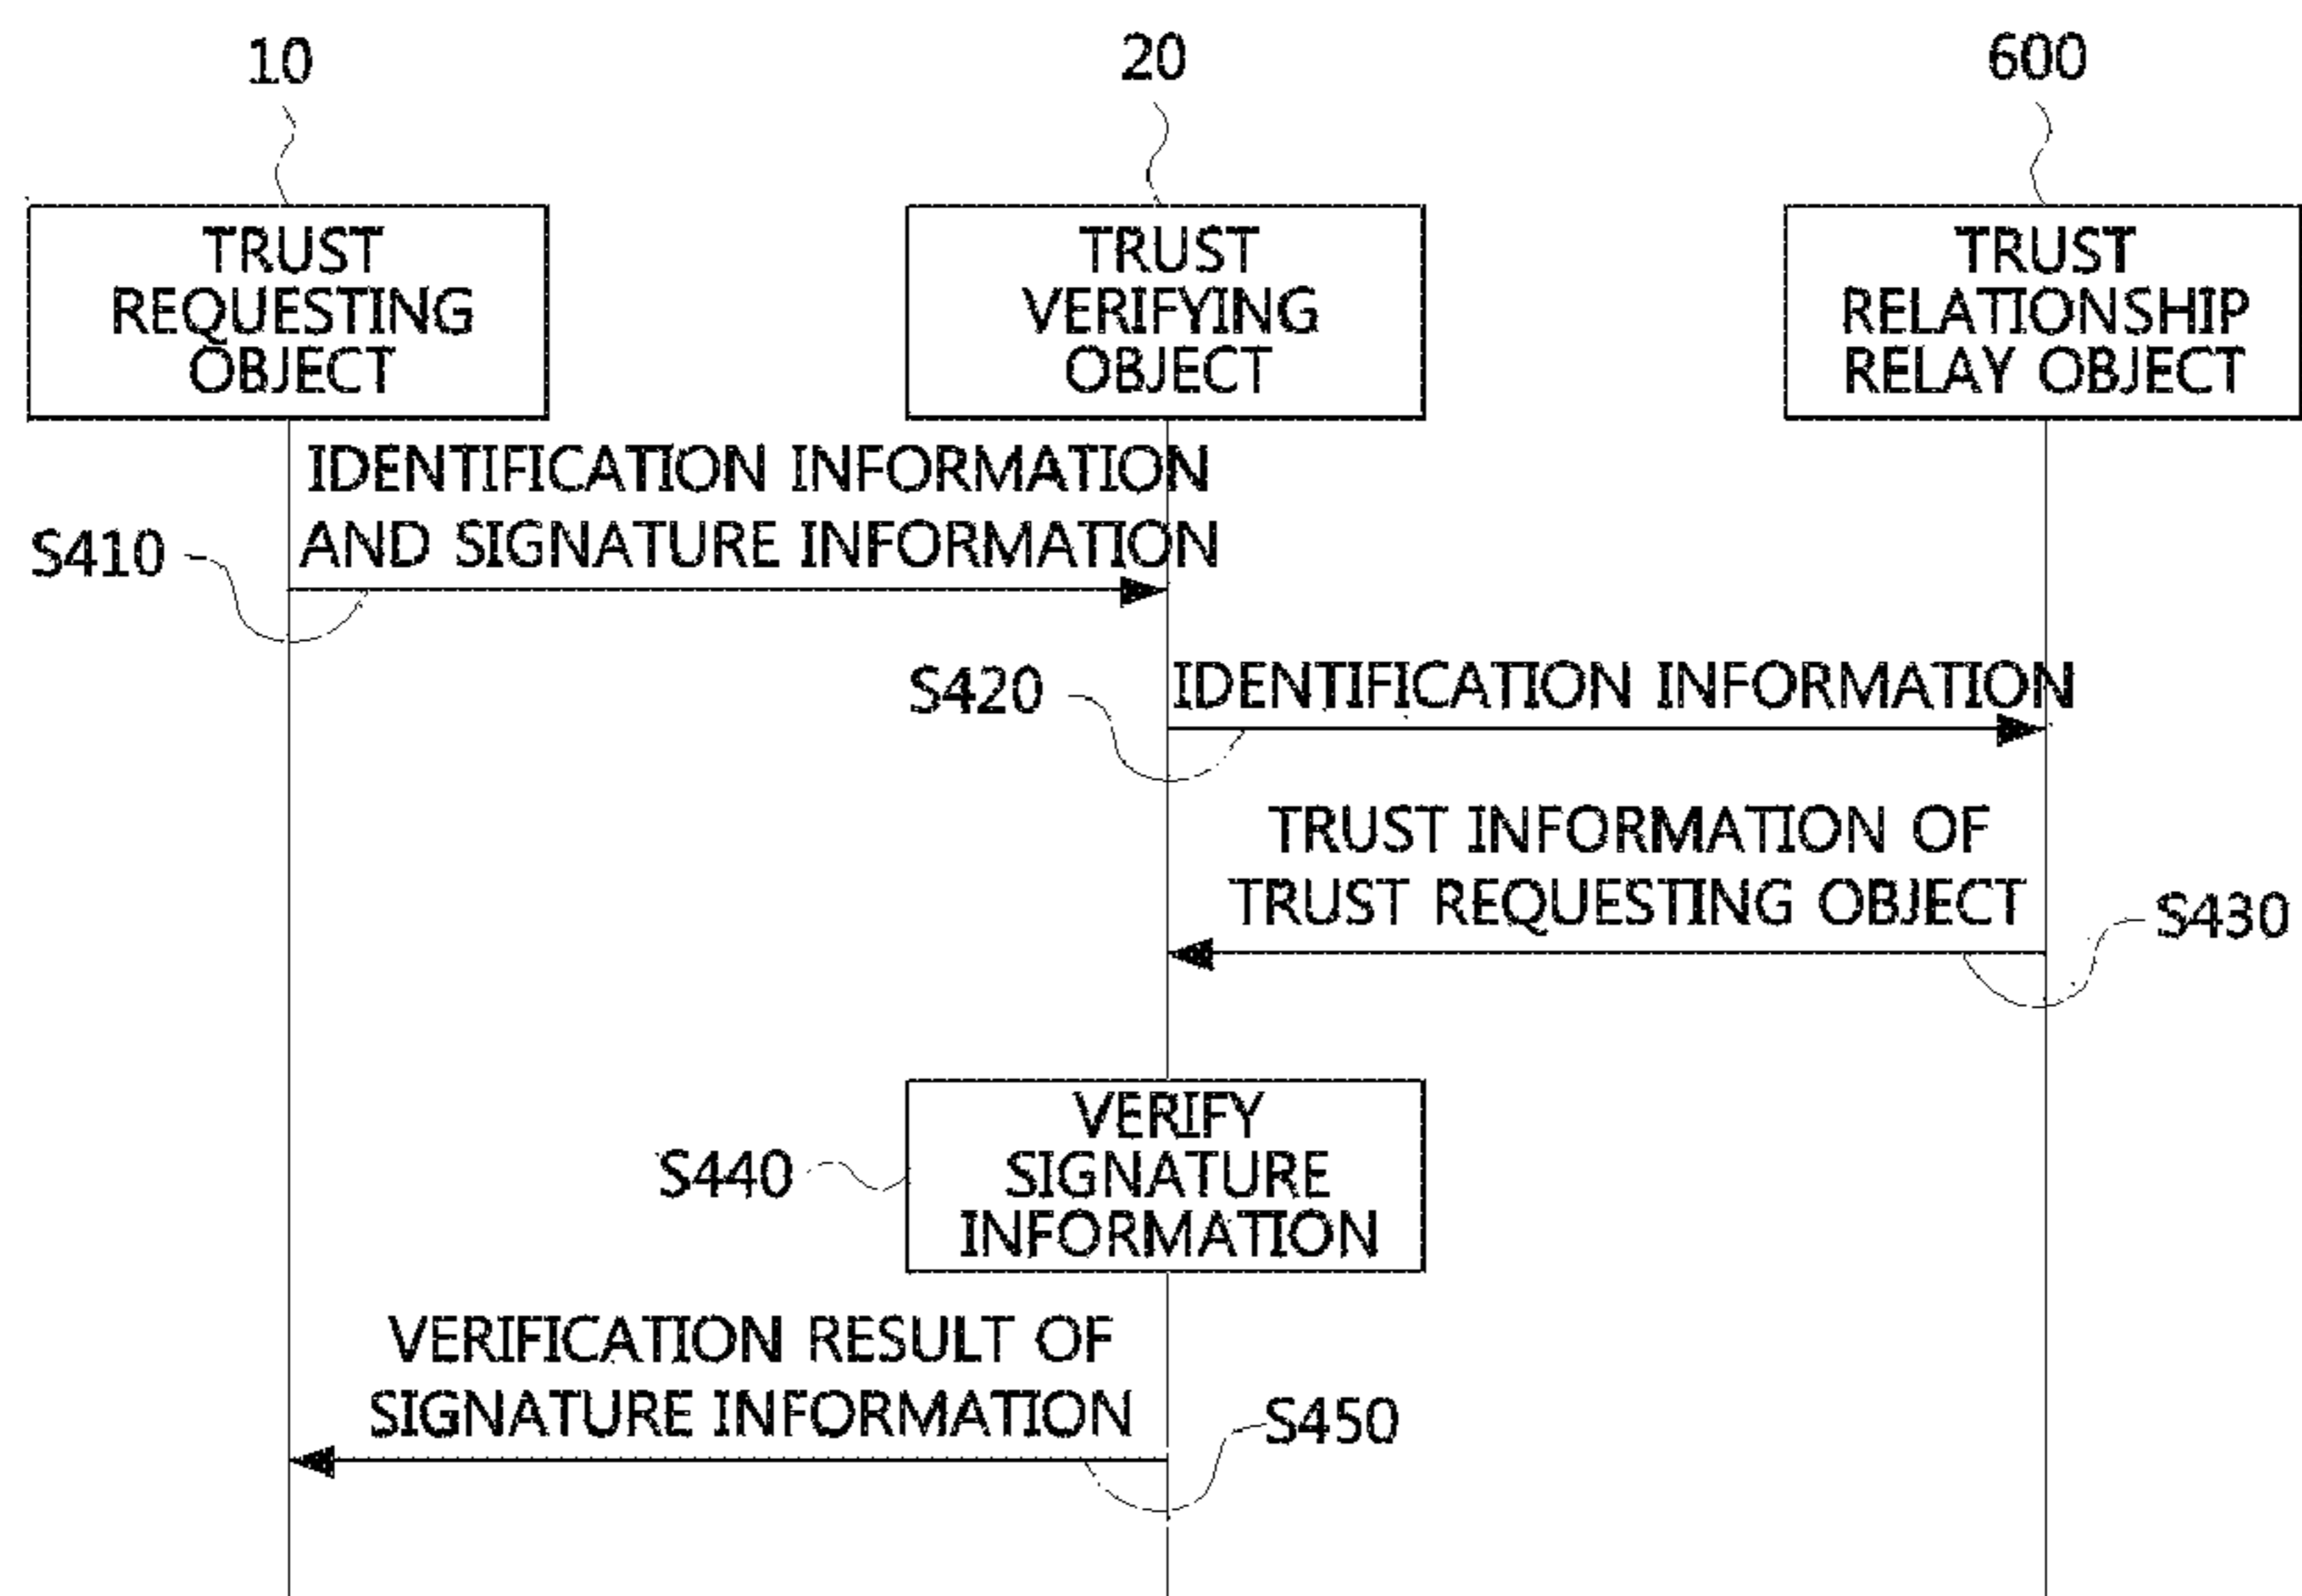 10
20
600
TRUST
REQUESTING
OBJECT
TRUST
VERIFYING
OBJECT
TRUST
RELATIONSHIP
RELAY OBJECT
IDENTIFICATION INFORMATION
AND SIGNATURE INFORMATION
S410
S420
IDENTIFICATION INFORMATION
TRUST INFORMATION OF
TRUST REQUESTING OBJECT
S430
S440
VERIFY
SIGNATURE
INFORMATION
VERIFICATION RESULT OF
SIGNATURE INFORMATION
S450